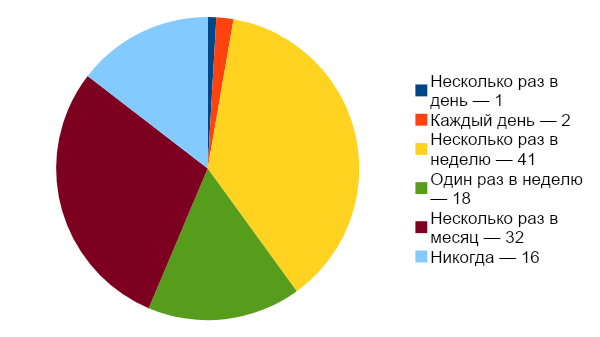 Несколько раз в
день — 1
Каждый день — 2
Несколько раз в
неделю — 41
Один раз в неделю
— 18
Несколько раз в
месяц — 32
Никогда — 16